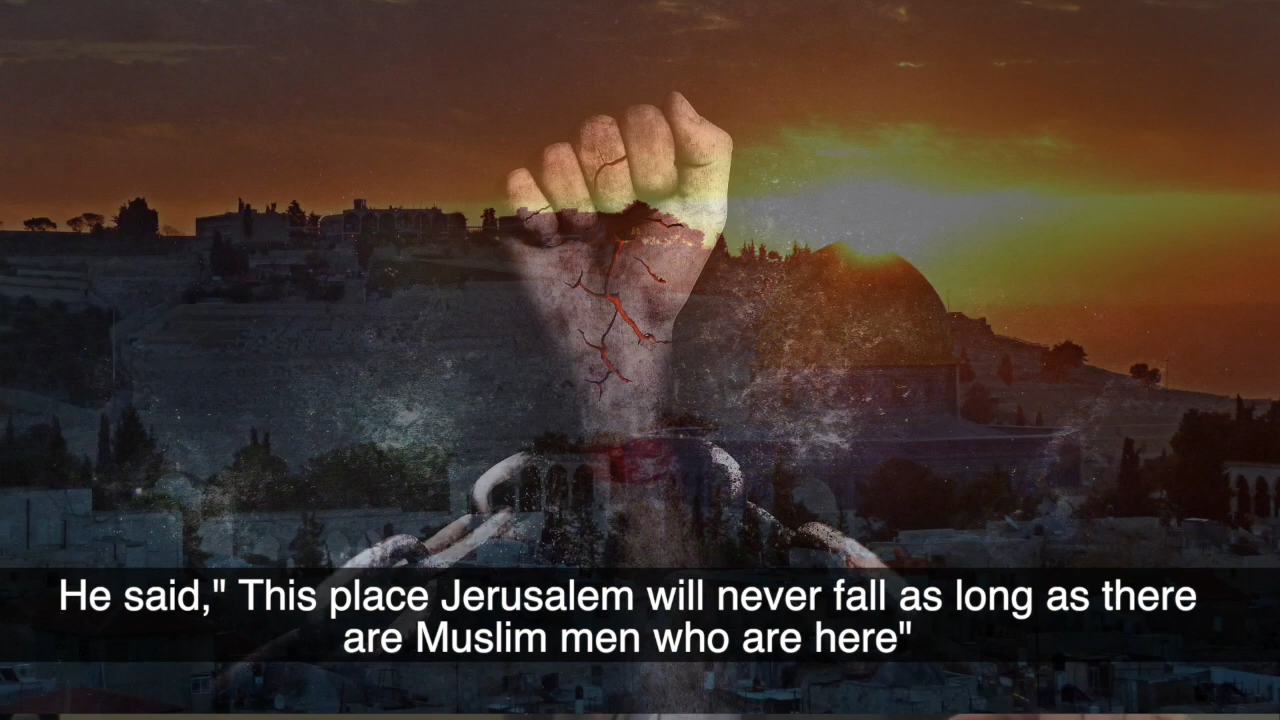 He said," This place Jerusalem will never fall as long as there
are Muslim men who are here"